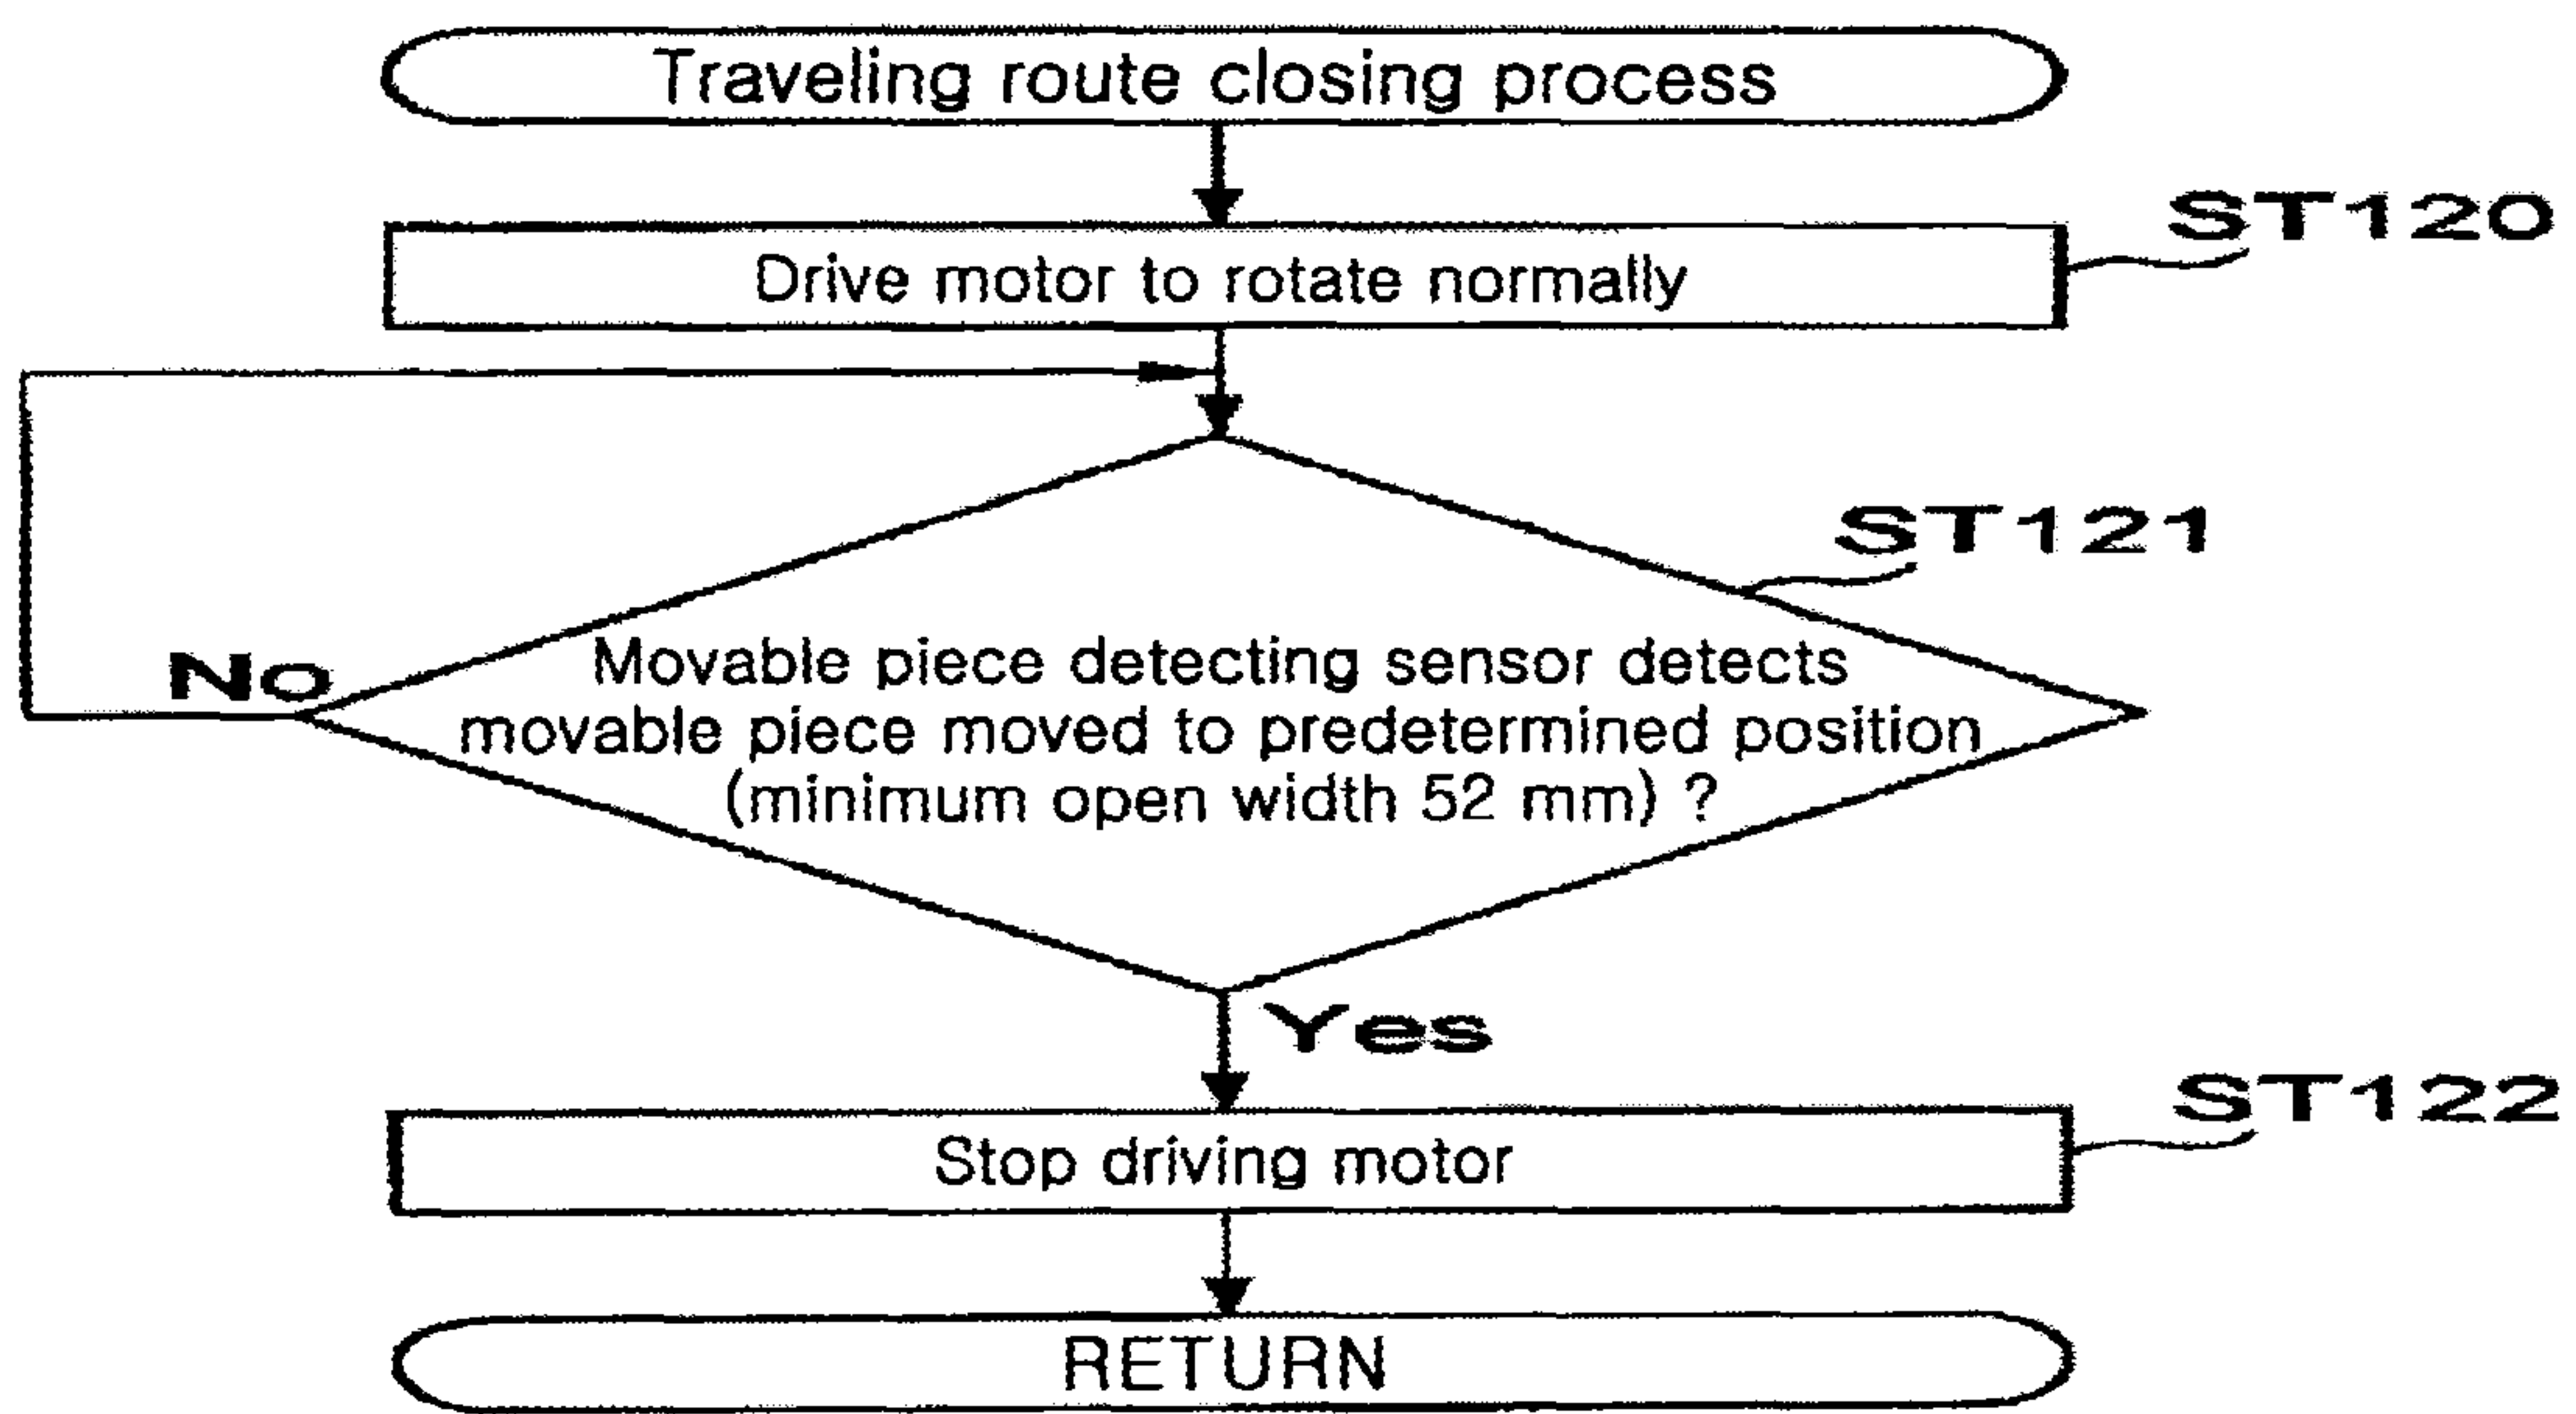 Traveling route closing process
ST120
Drive motor to rotate normally
ST121
No
Movable piece detecting sensor detects
movable piece moved to predetermined position
(minimum open width 52 mm) ?
Yes
ST122
Stop driving motor
RETURN